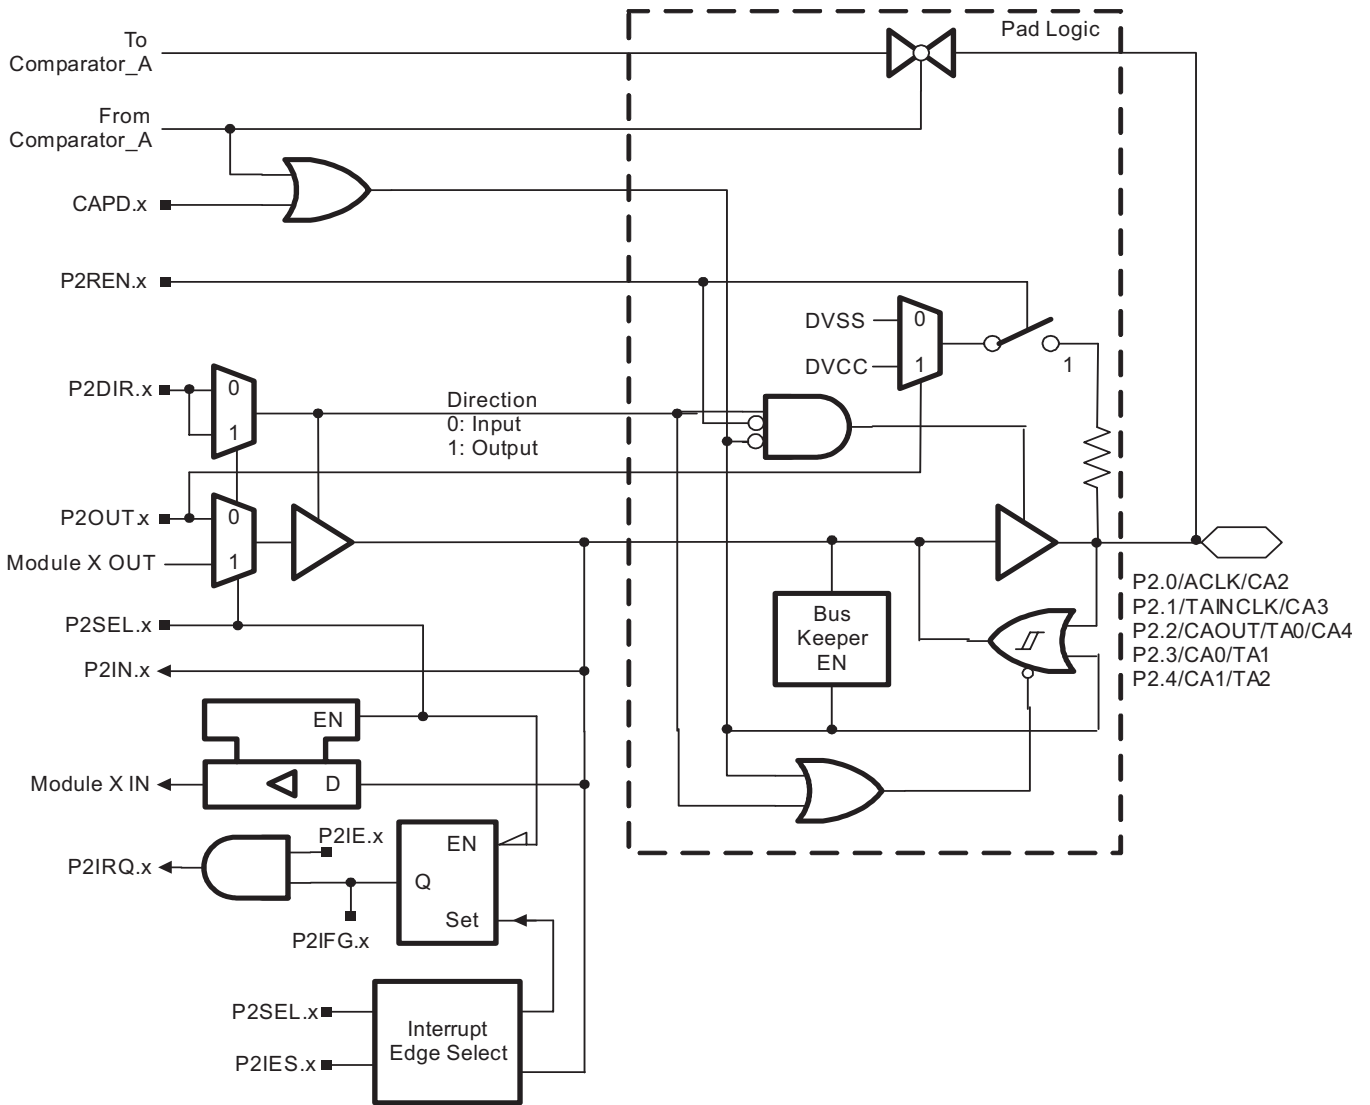 Pad Logic
To
Comparator_A
From
Comparator_A
CAPD.x
P2REN.x
DVSS
0
DVCC
1
1
P2DIR.x
0
1
Direction
0: Input
1: Output
P2OUT.x
0
Module X OUT
1
P2SEL.x
P2IN.x
Bus
Keeper
EN
P2.0/ACLK/CA2
P2.1/TAINCLK/CA3
P2.2/CAOUT/TA0/CA4
P2.3/CA0/TA1
P2.4/CA1/TA2
EN
Module X IN
D
P2IE.x
EN
P2IRQ.x
Q
Set
P2IFG.x
P2SEL.x
Interrupt
Edge Select
P2IES.x